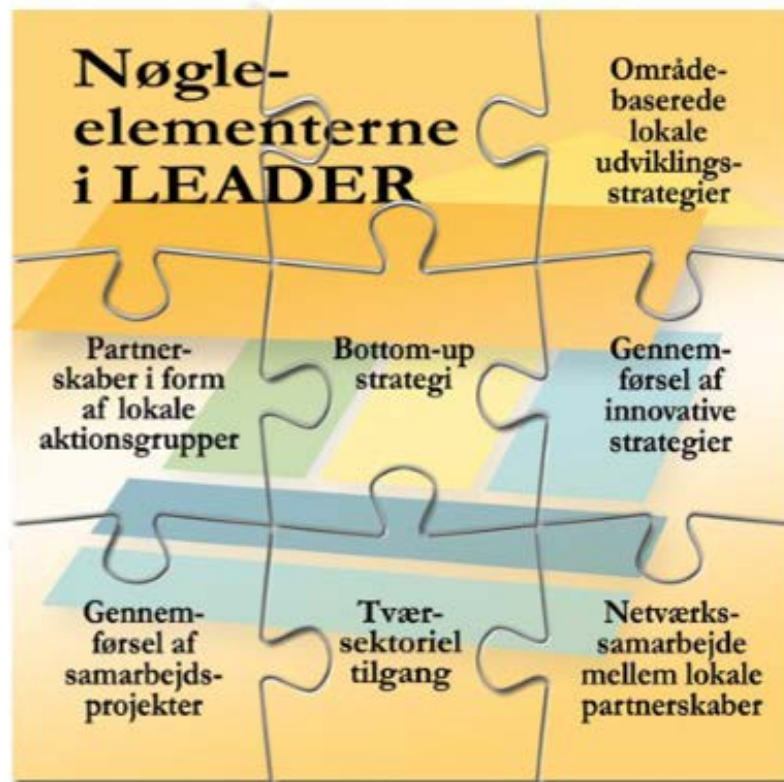 Nøgle-
elementerne
i LEADER
Område-
baserede
lokale
udviklings-
strategier
Partner-
skaber i form
af lokale
aktionsgrupper
Bottom-up
strategi
Gennem-
førsel af
innovative
strategier
Gennem-
førsel af
samarbejds-
projekter
Tvær-
sektoriel
tilgang
Netværks-
samarbejde
mellem lokale
partnerskaber